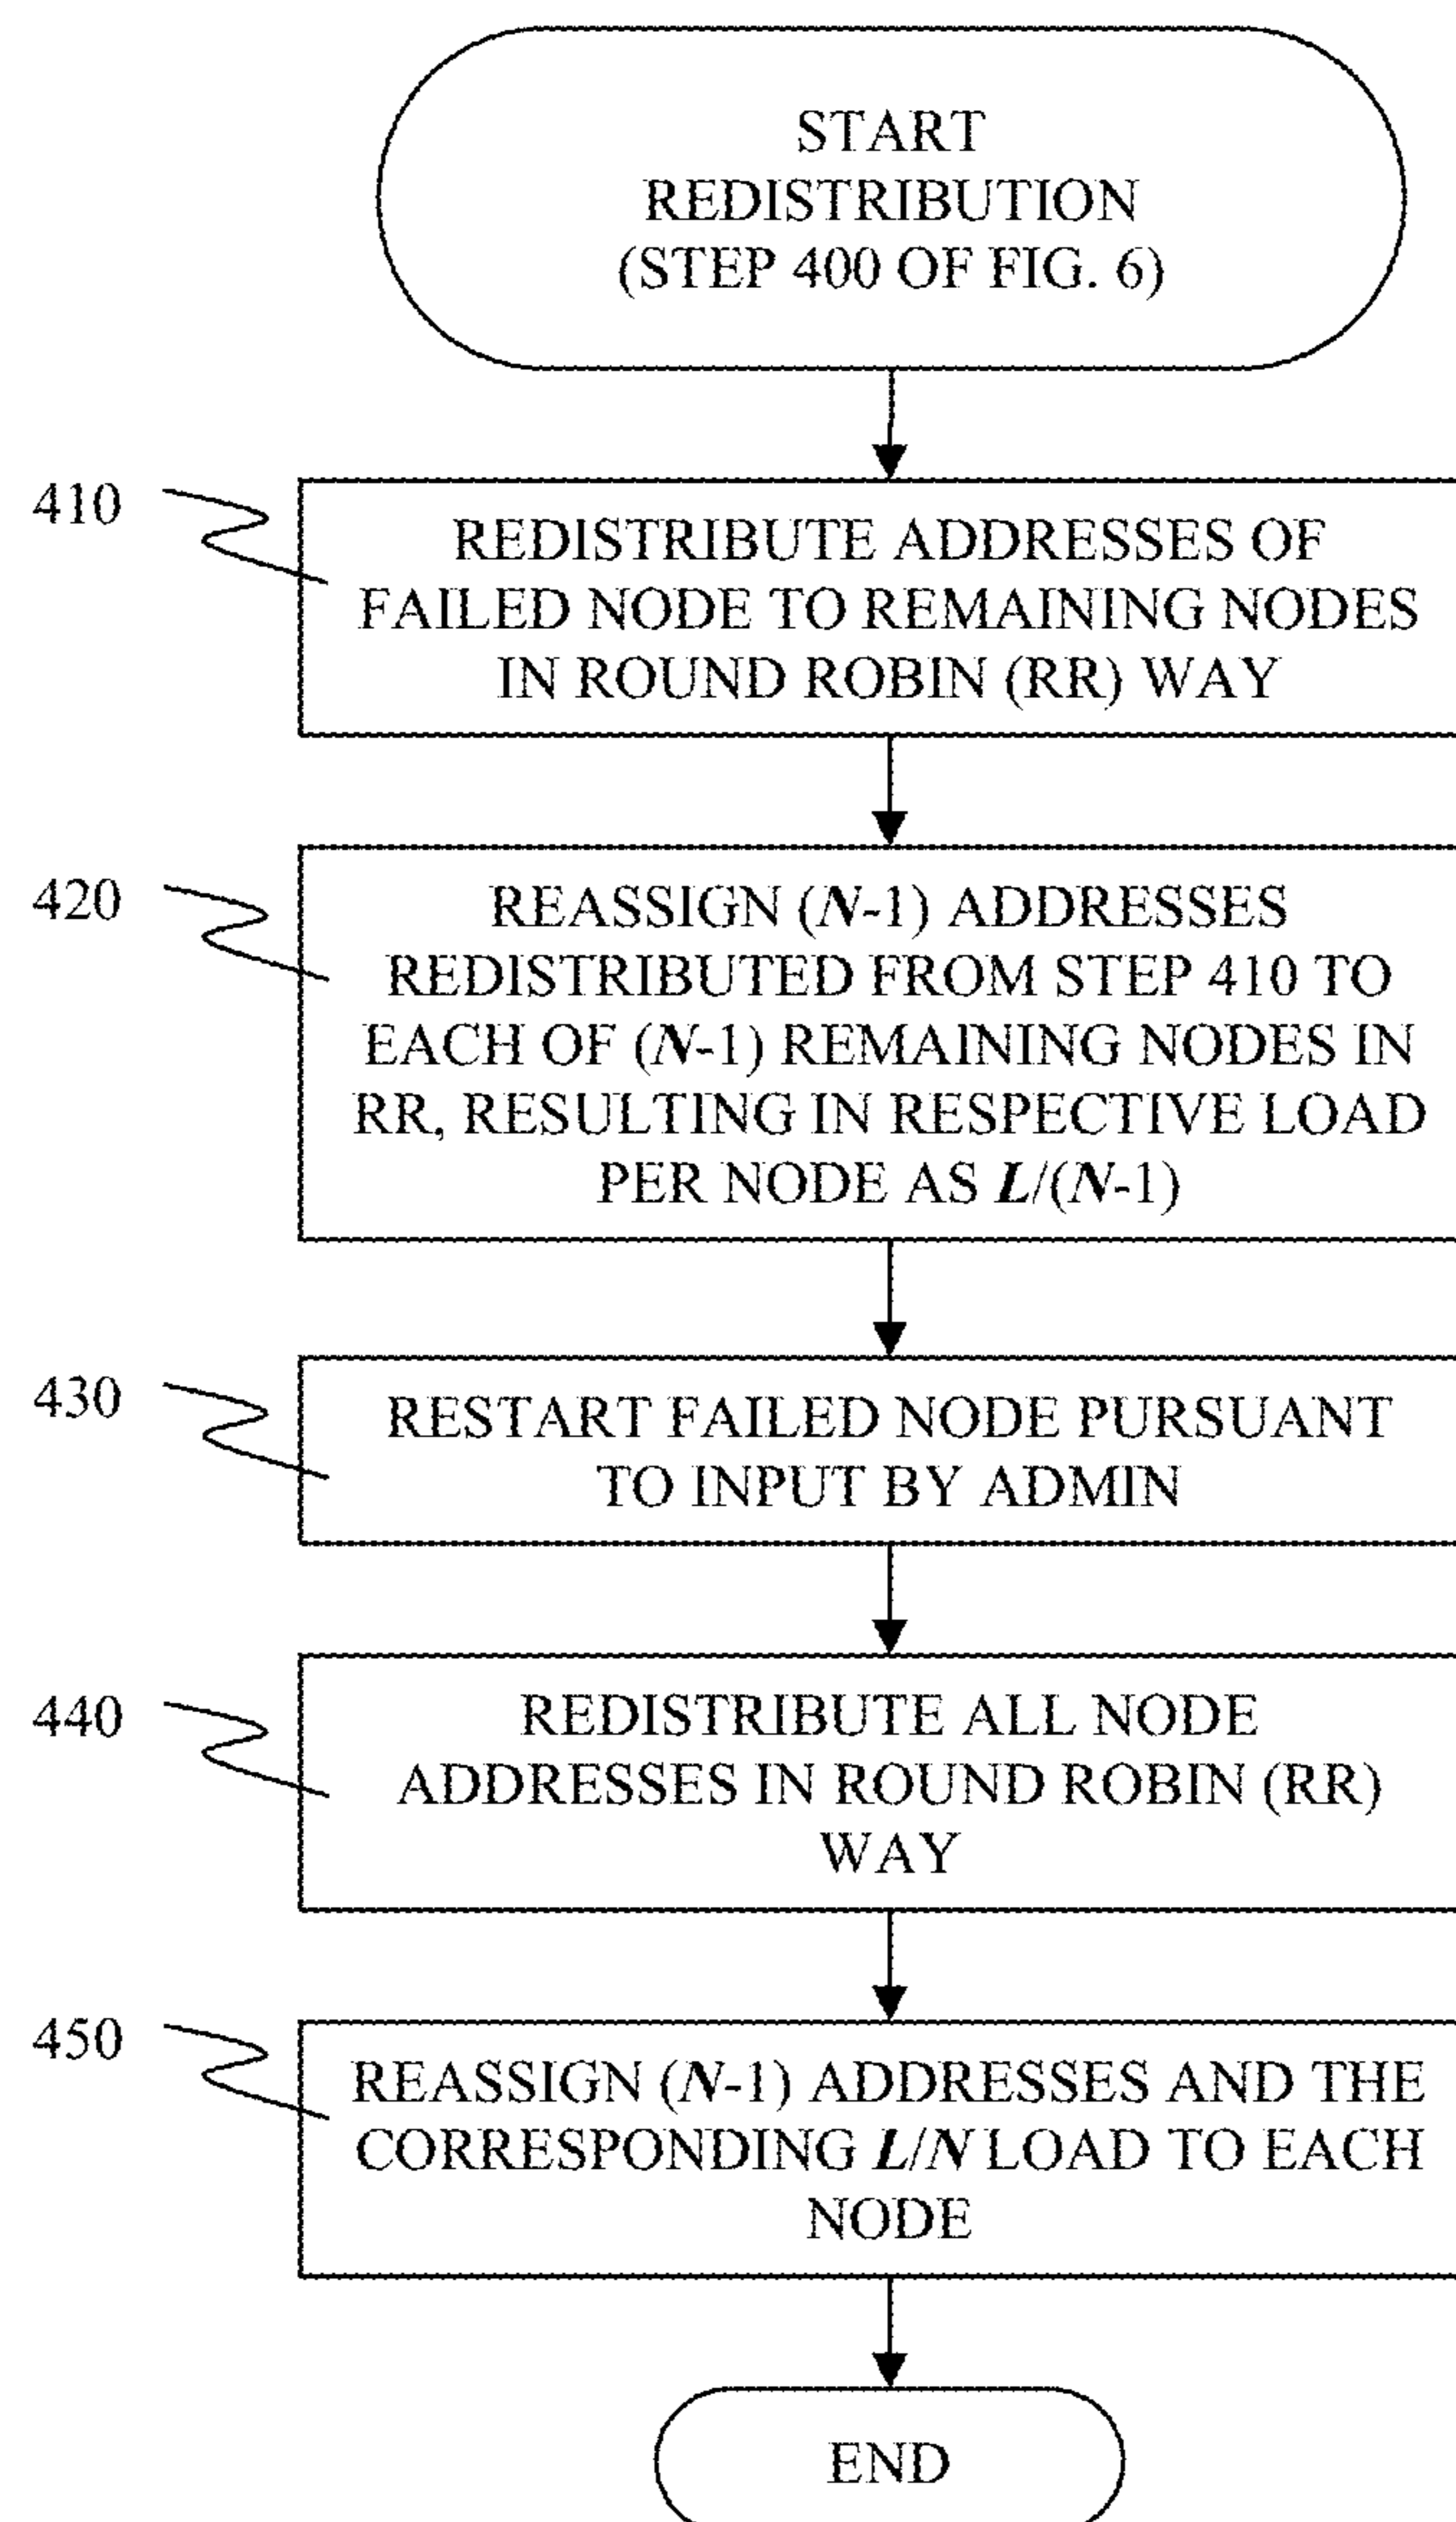 START
REDISTRIBUTION
(STEP 400 OF FIG. 6)
410
REDISTRIBUTE ADDRESSES OF
FAILED NODE TO REMAINING NODES
IN ROUND ROBIN (RR) WAY
420
REASSIGN (N-1) ADDRESSES
REDISTRIBUTED FROM STEP 410 TO
EACH OF (N-1) REMAINING NODES IN
RR, RESULTING IN RESPECTIVE LOAD
PER NODE AS L/(N-1)
430
RESTART FAILED NODE PURSUANT
TO INPUT BY ADMIN
440
REDISTRIBUTE ALL NODE
ADDRESSES IN ROUND ROBIN (RR)
WAY
450
REASSIGN (N-1) ADDRESSES AND THE
CORRESPONDING L/N LOAD TO EACH
NODE
END